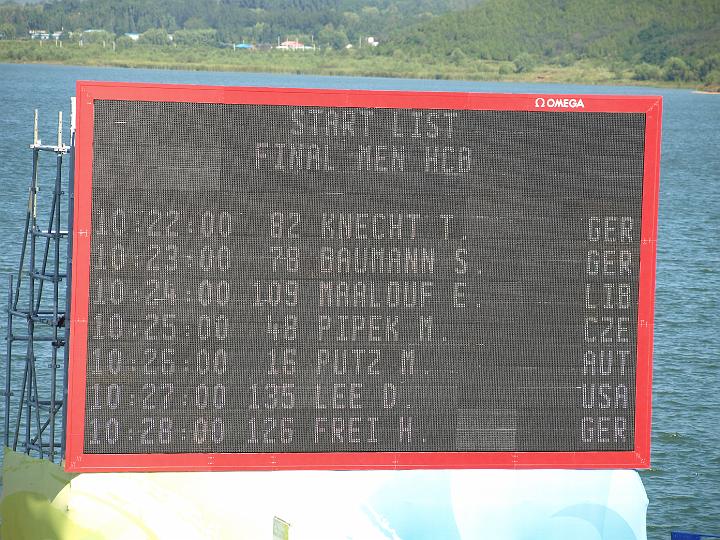 Ω OMEGA
START LIST
FINAL MEN HCB
10:22:00 82 KNECHT T. GER
10:23:00 78 BAUMANN S. GER
10:24:00 109 MAALOUF E. LIB
10:25:00 48 PIPEK M. CZE
10:26:00 16 PUTZ M. AUT
10:27:00 135 LEE D. USA
10:28:00 126 FREI H. GER